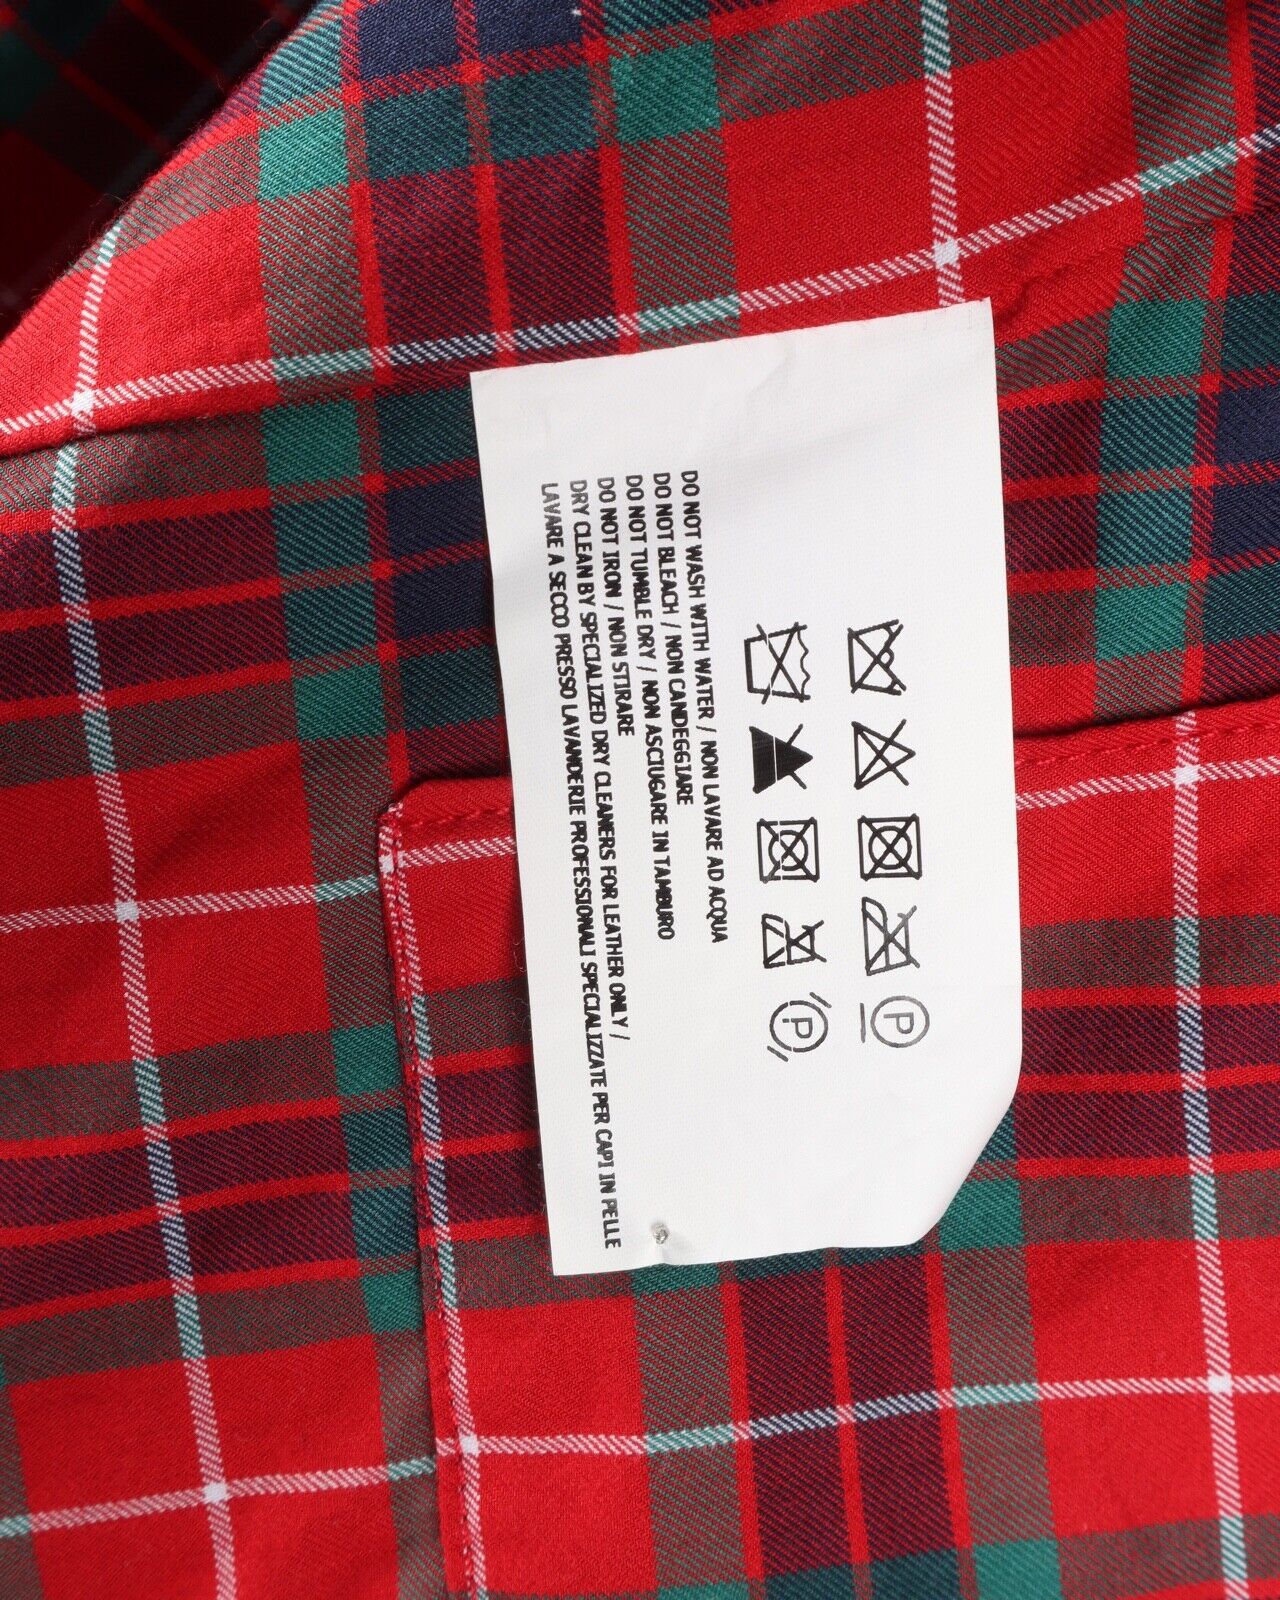 DO NOT WASH WITH WATER / NON LAVARE AD ACQUA
DO NOT BLEACH / NON CANDEGGIARE
DO NOT TUMBLE DRY / NON ASCIUGARE IN TAMBURO
DO NOT IRON / NON STIRARE
DRY CLEAN BY SPECIALIZED DRY CLEANERS FOR LEATHER ONLY /
LAVARE A SECCO PRESSO LAVANDERIE PROFESSIONALI SPECIALIZZATE PER CAPI IN PELLE
P
P